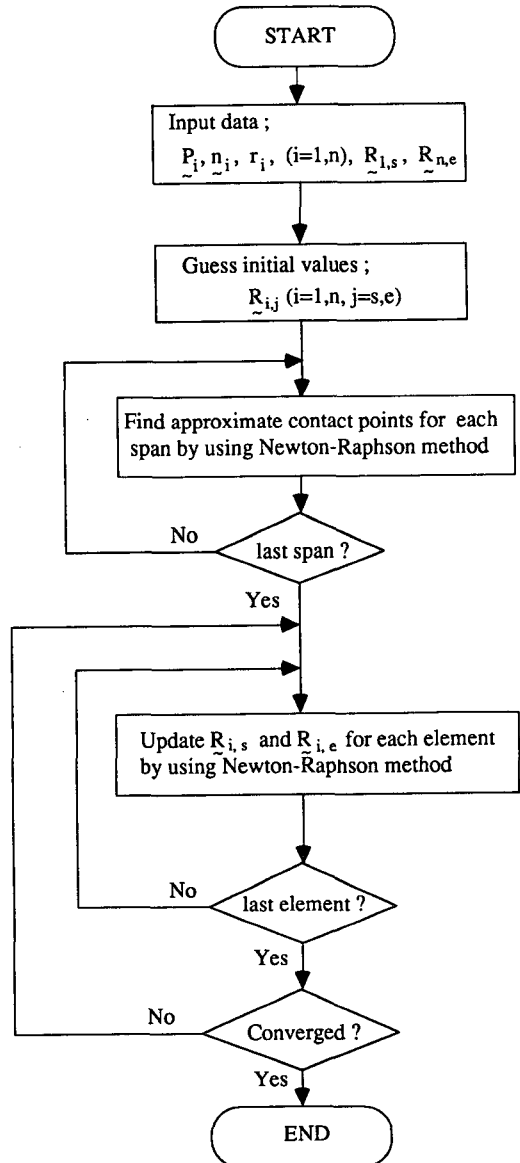 START
Input data ;
P_i, n_i, r_i, (i=1,n), R_1,s, R_n,e
Guess initial values ;
R_i,j (i=1,n, j=s,e)
Find approximate contact points for each
span by using Newton-Raphson method
No
last span ?
Yes
Update R_i,s and R_i,e for each element
by using Newton-Raphson method
No
last element ?
Yes
No
Converged ?
Yes
END